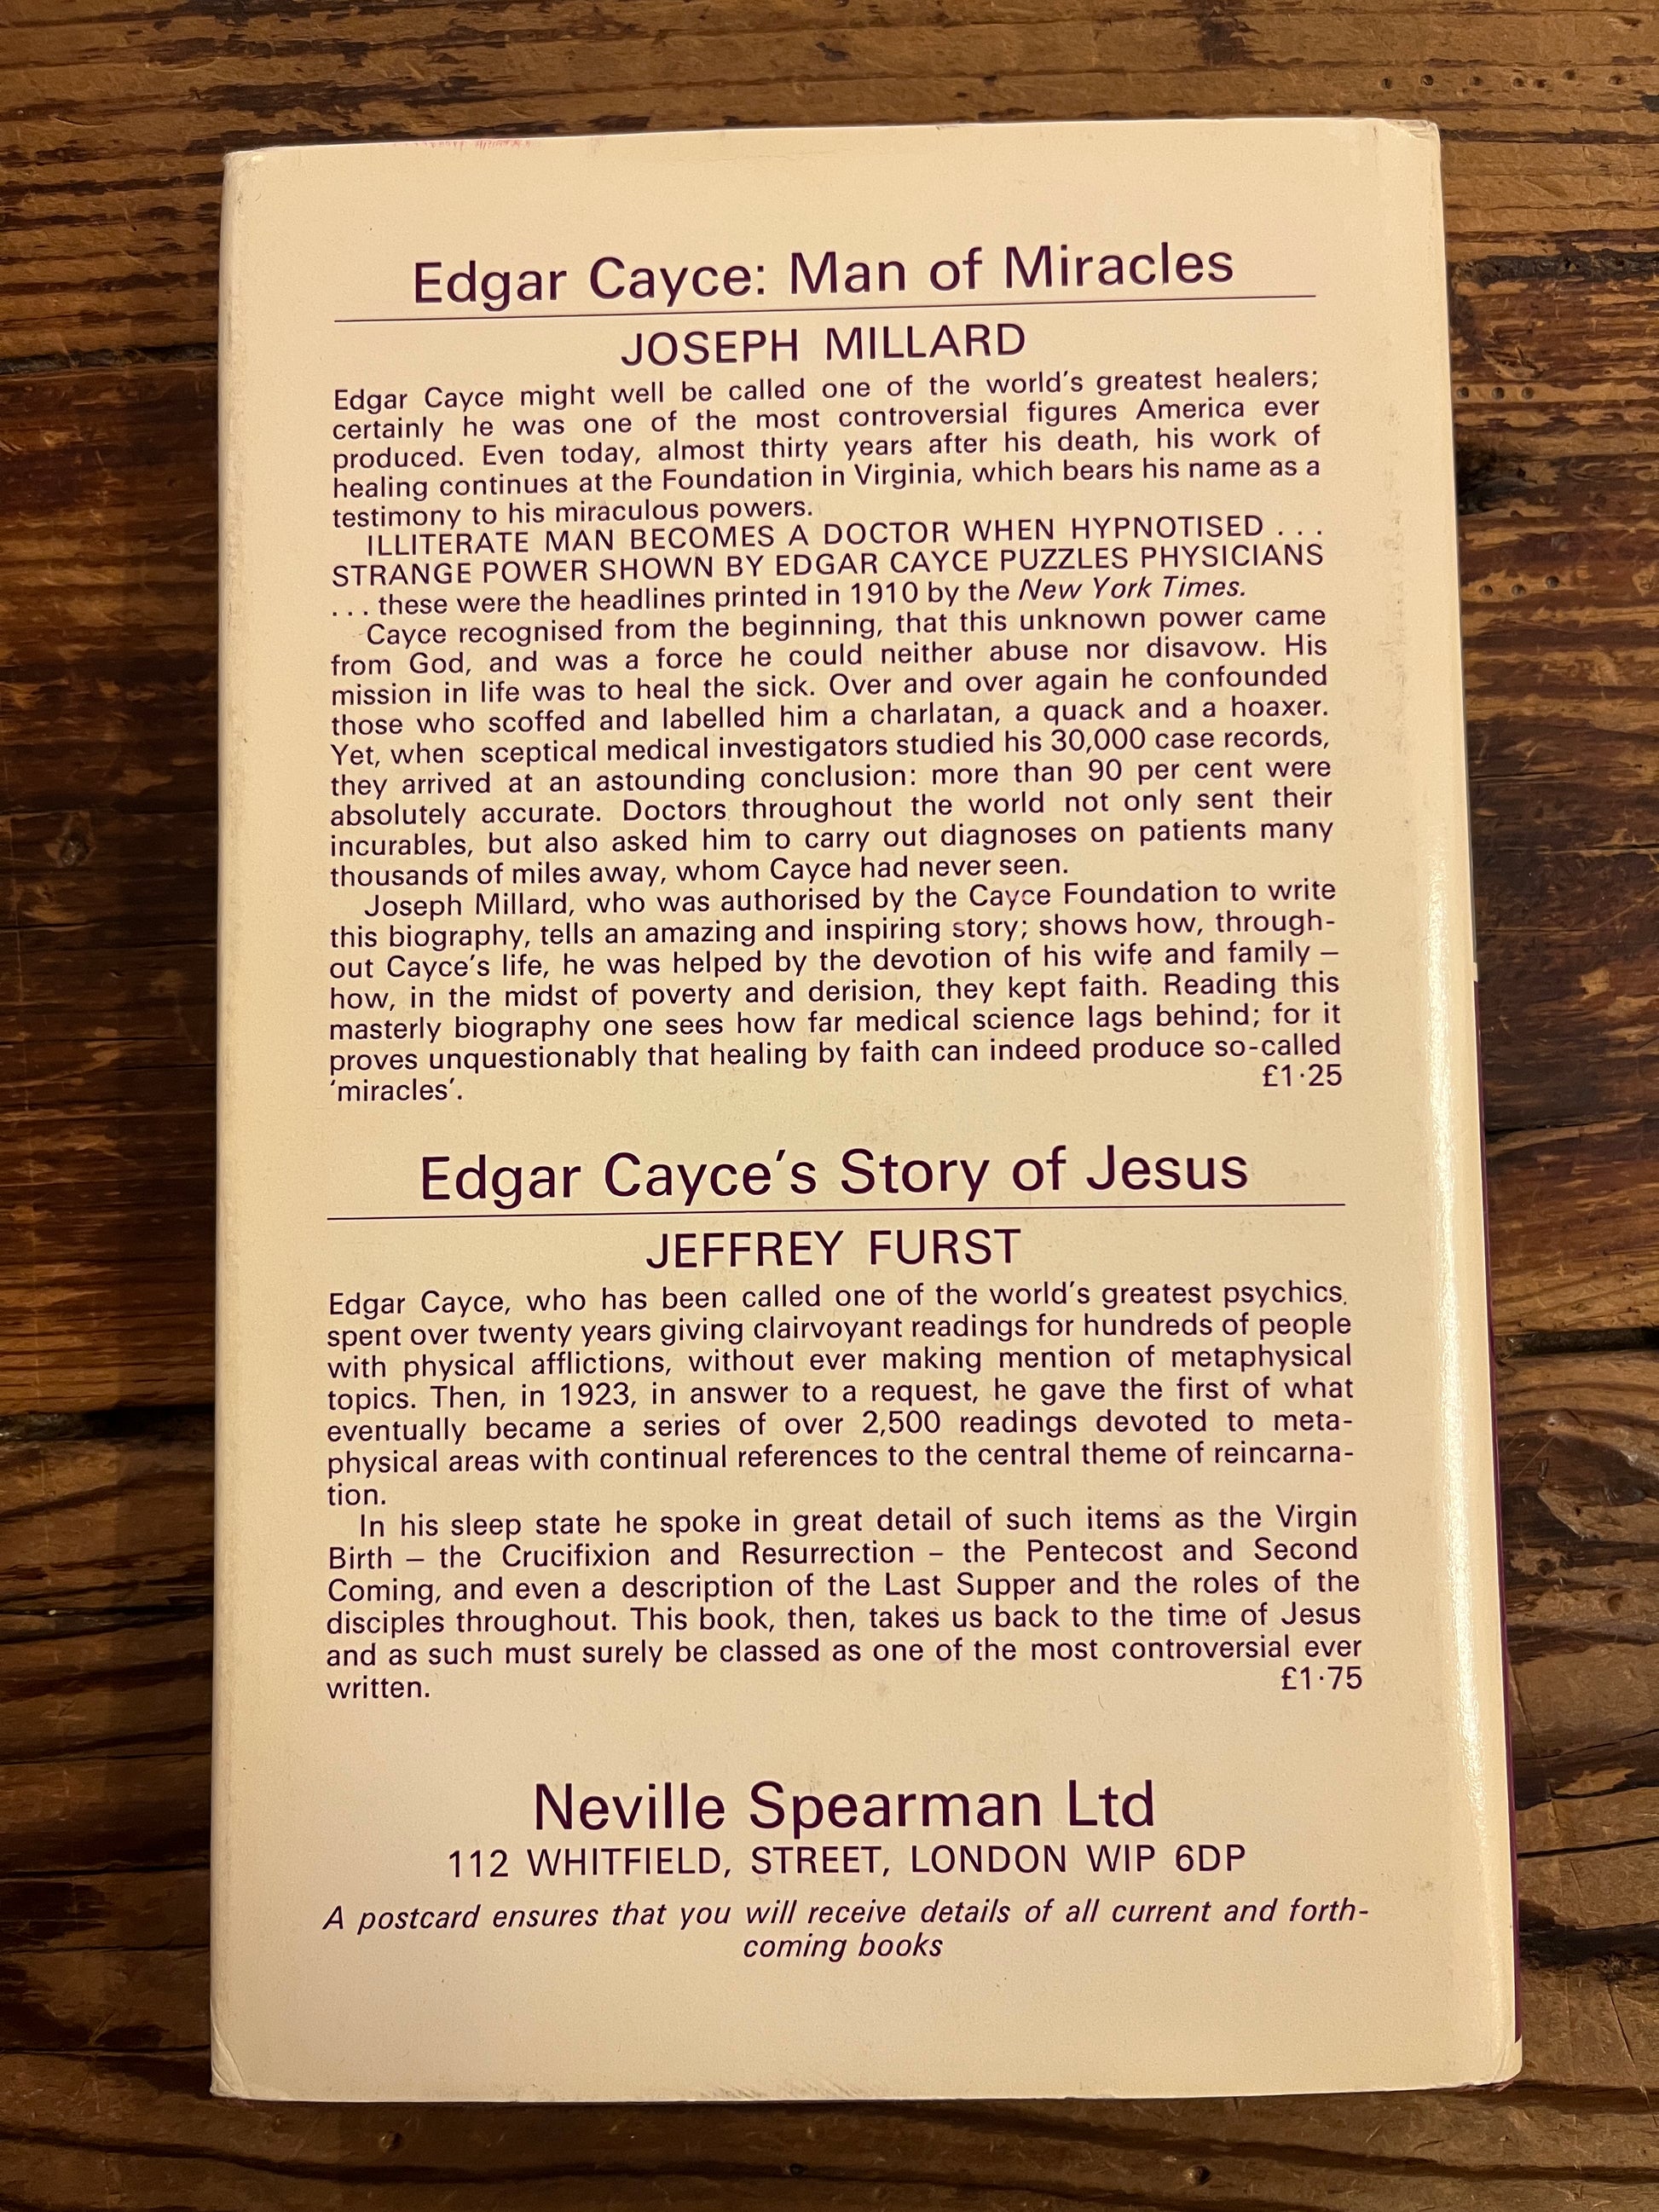 Edgar Cayce: Man of Miracles
JOSEPH MILLARD
Edgar Cayce might well be called one of the world's greatest healers;
certainly he was one of the most controversial figures America ever
produced. Even today, almost thirty years after his death, his work of
healing continues at the Foundation in Virginia, which bears his name as a
testimony to his miraculous powers.
ILLITERATE MAN BECOMES A DOCTOR WHEN HYPNOTISED . . .
STRANGE POWER SHOWN BY EDGAR CAYCE PUZZLES PHYSICIANS
. . . these were the headlines printed in 1910 by the New York Times.
Cayce recognised from the beginning, that this unknown power came
from God, and was a force he could neither abuse nor disavow. His
mission in life was to heal the sick. Over and over again he confounded
those who scoffed and labelled him a charlatan, a quack and a hoaxer.
Yet, when sceptical medical investigators studied his 30,000 case records,
they arrived at an astounding conclusion: more than 90 per cent were
absolutely accurate. Doctors throughout the world not only sent their
incurables, but also asked him to carry out diagnoses on patients many
thousands of miles away, whom Cayce had never seen.
Joseph Millard, who was authorised by the Cayce Foundation to write
this biography, tells an amazing and inspiring story; shows how, through-
out Cayce's life, he was helped by the devotion of his wife and family –
how, in the midst of poverty and derision, they kept faith. Reading this
masterly biography one sees how far medical science lags behind; for it
proves unquestionably that healing by faith can indeed produce so-called
'miracles'. £1·25
Edgar Cayce's Story of Jesus
JEFFREY FURST
Edgar Cayce, who has been called one of the world's greatest psychics,
spent over twenty years giving clairvoyant readings for hundreds of people
with physical afflictions, without ever making mention of metaphysical
topics. Then, in 1923, in answer to a request, he gave the first of what
eventually became a series of over 2,500 readings devoted to meta-
physical areas with continual references to the central theme of reincarna-
tion.
In his sleep state he spoke in great detail of such items as the Virgin
Birth – the Crucifixion and Resurrection – the Pentecost and Second
Coming, and even a description of the Last Supper and the roles of the
disciples throughout. This book, then, takes us back to the time of Jesus
and as such must surely be classed as one of the most controversial ever
written. £1·75
Neville Spearman Ltd
112 WHITFIELD, STREET, LONDON WIP 6DP
A postcard ensures that you will receive details of all current and forth-
coming books